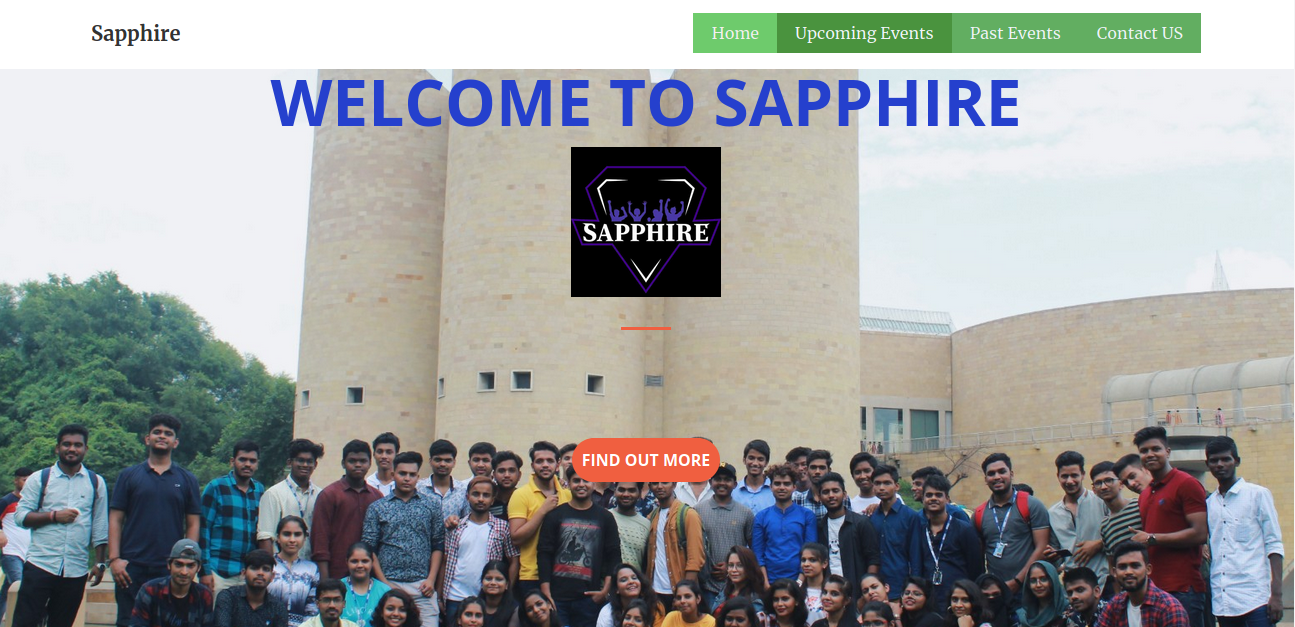 Sapphire
Home Upcoming Events Past Events Contact US
WELCOME TO SAPPHIRE
SAPPHIRE
FIND OUT MORE